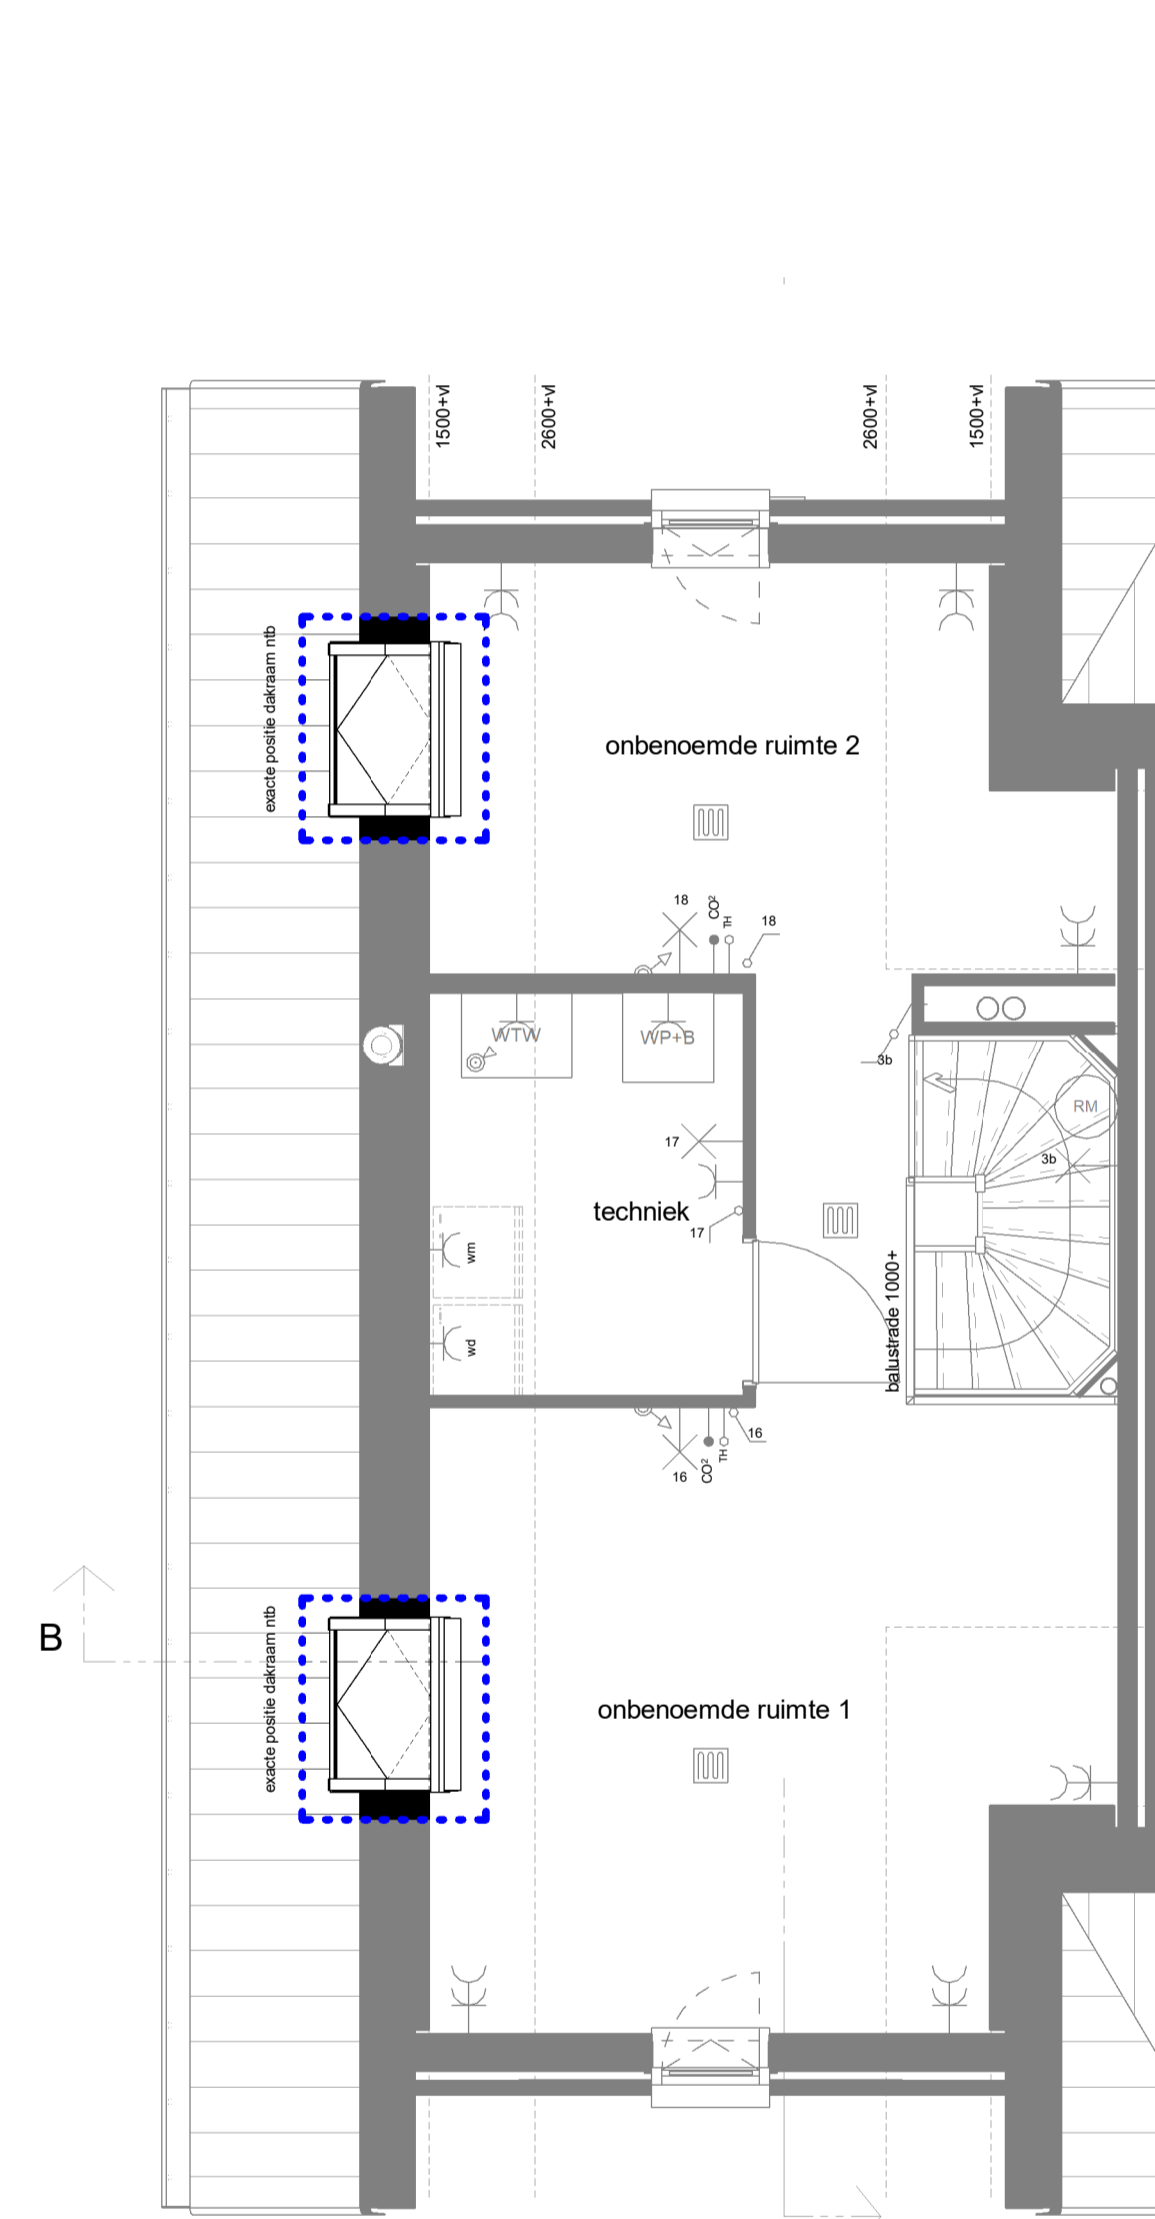 1500+vl
2600+vl
2600+vl
1500+vl
exacte positie dakraam ntb
onbenoemde ruimte 2
18
CO²
TH
18
WTW
WP+B
3b
RM
17
3b
techniek
17
wm
balustrade 1000+
wd
16
16
CO²
TH
exacte positie dakraam ntb
B
onbenoemde ruimte 1